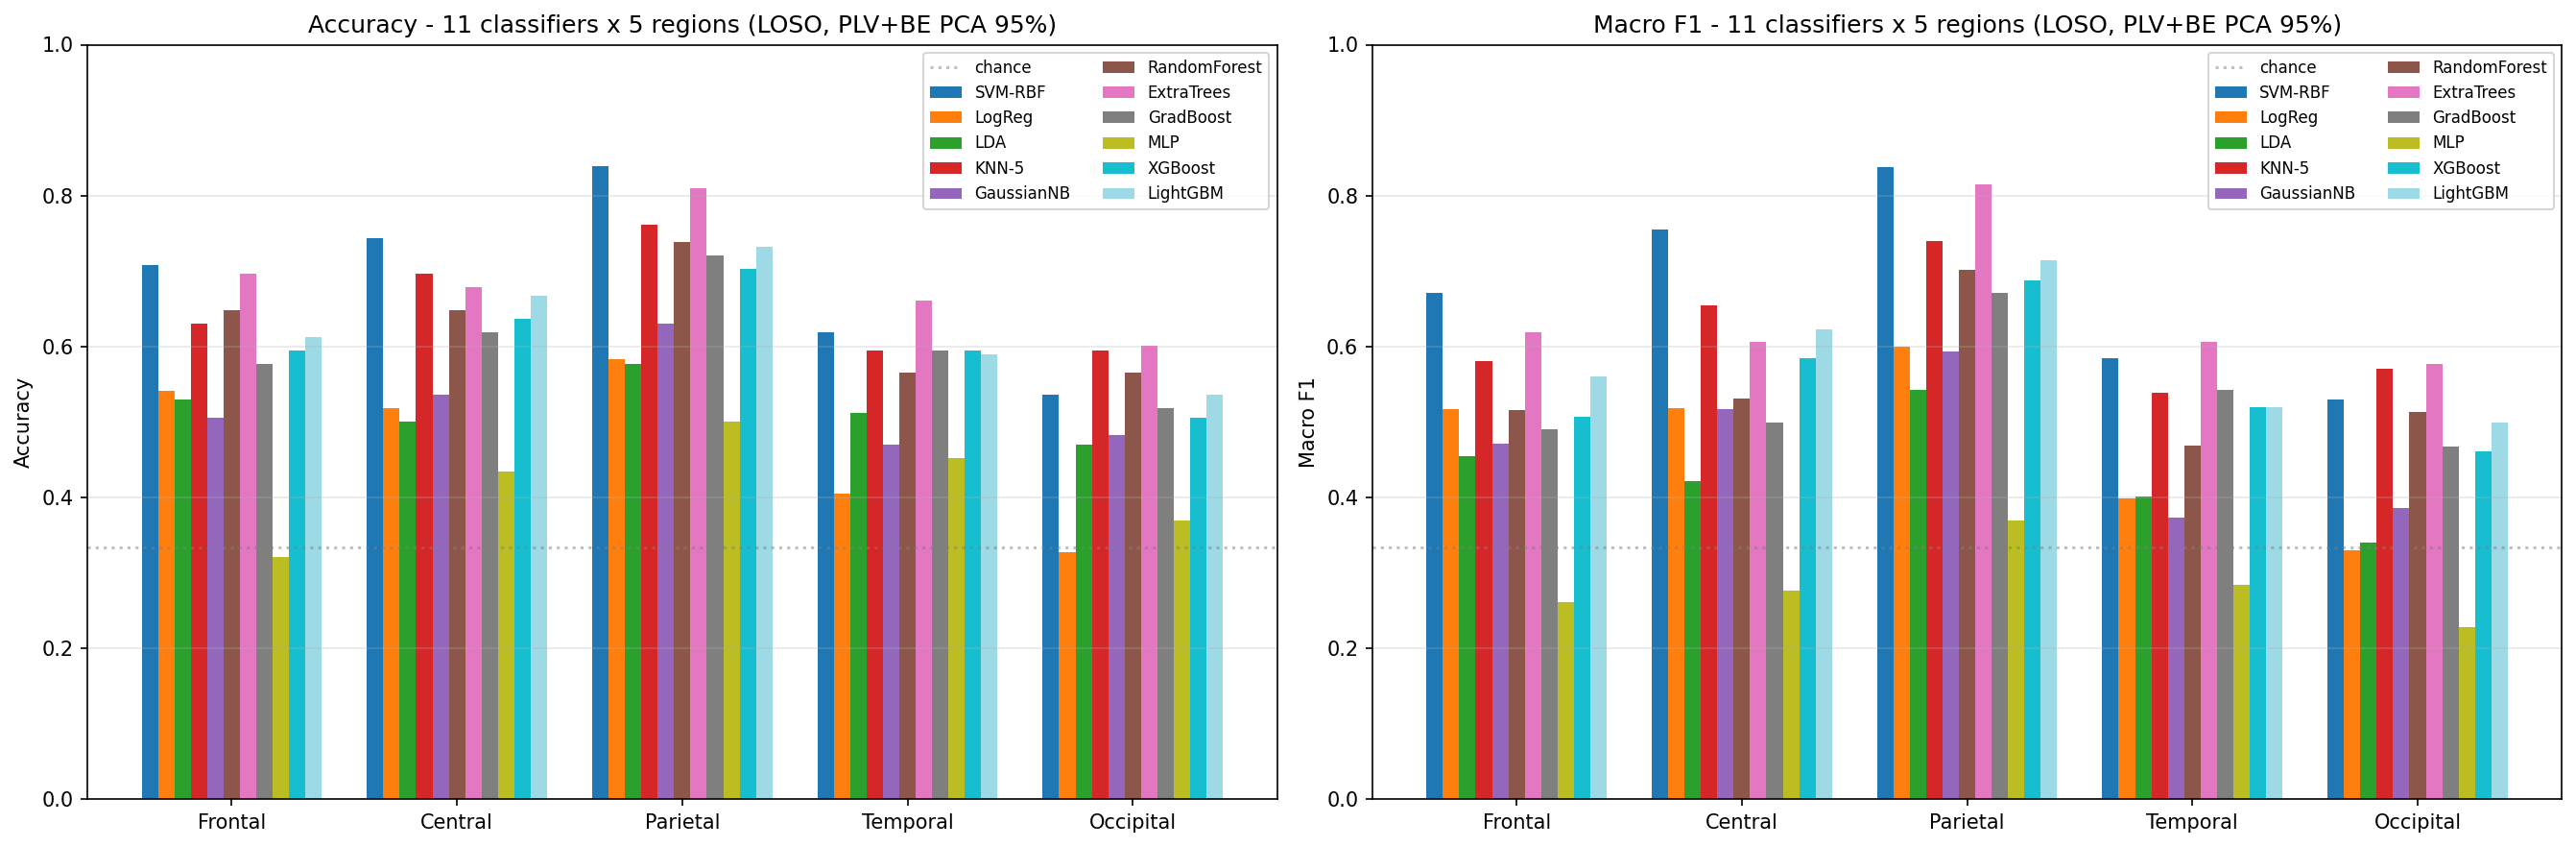 Accuracy - 11 classifiers x 5 regions (LOSO, PLV+BE PCA 95%)
1.0
0.8
0.6
0.4
0.2
0.0
Accuracy
chance
SVM-RBF
LogReg
LDA
KNN-5
GaussianNB
RandomForest
ExtraTrees
GradBoost
MLP
XGBoost
LightGBM
Frontal
Central
Parietal
Temporal
Occipital
Macro F1 - 11 classifiers x 5 regions (LOSO, PLV+BE PCA 95%)
1.0
0.8
0.6
0.4
0.2
0.0
Macro F1
chance
SVM-RBF
LogReg
LDA
KNN-5
GaussianNB
RandomForest
ExtraTrees
GradBoost
MLP
XGBoost
LightGBM
Frontal
Central
Parietal
Temporal
Occipital